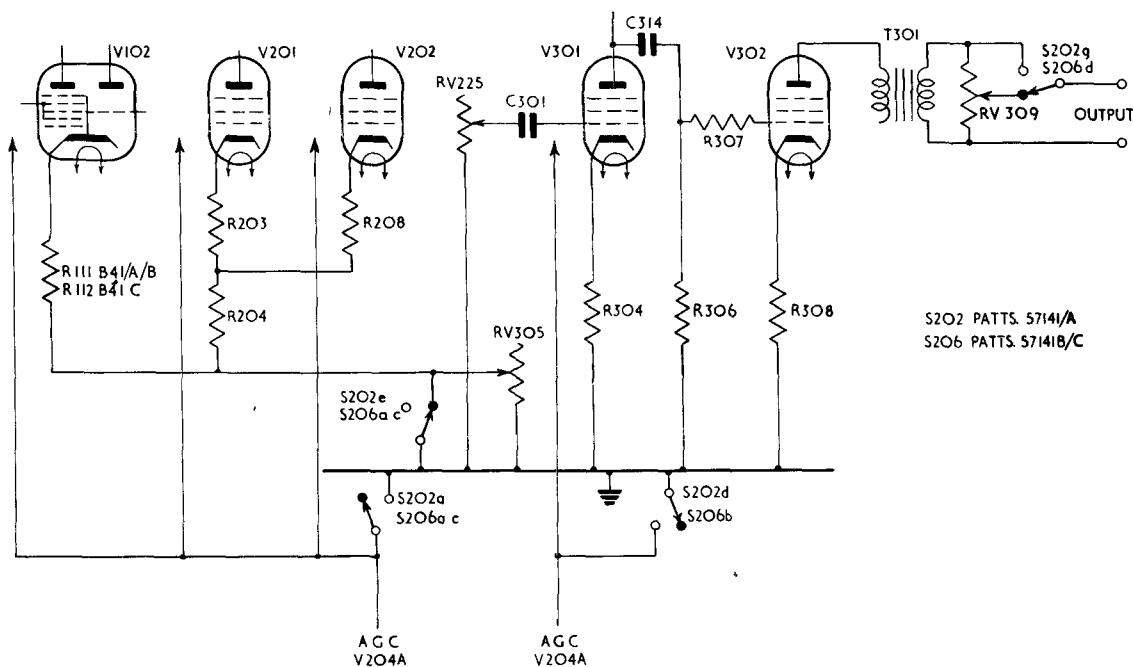 V102
V201
V202
V301
C314
V302
T301
S202g
S206d
RV225
C301
R307
RV 309
OUTPUT
R203
R208
R111 B41/A/B
R112 B41 C
R204
R304
R306
R308
RV305
S202 PATTS. 57141/A
S206 PATTS. 57141B/C
S202e
S206a c
S202a
S206a c
S202d
S206b
AGC
V204A
AGC
V204A